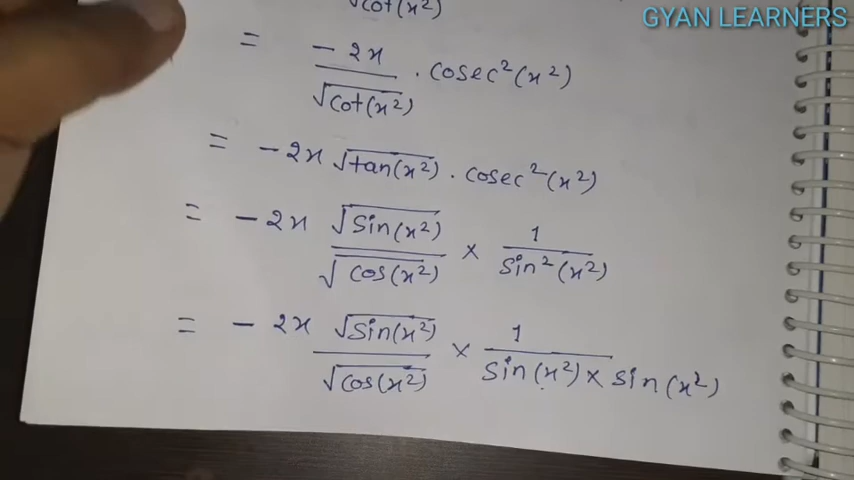 √cot(x²)
GYAN LEARNERS
= - 2x / √cot(x²) . cosec²(x²)
= - 2x √tan(x²) . cosec²(x²)
= - 2x √sin(x²) / √cos(x²) × 1 / sin²(x²)
= - 2x √sin(x²) / √cos(x²) × 1 / sin(x²) × sin(x²)